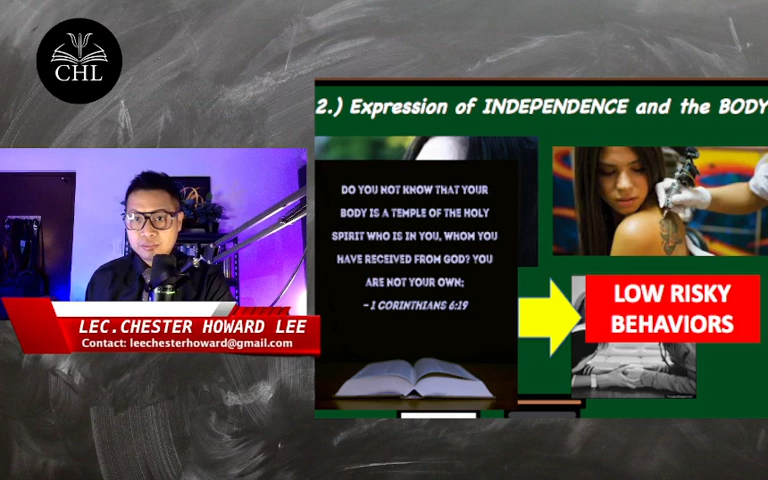 CHL
2.) Expression of INDEPENDENCE and the BODY
DO YOU NOT KNOW THAT YOUR
BODY IS A TEMPLE OF THE HOLY
SPIRIT WHO IS IN YOU, WHOM YOU
HAVE RECEIVED FROM GOD? YOU
ARE NOT YOUR OWN;
- 1 CORINTHIANS 6:19
LOW RISKY
BEHAVIORS
LEC.CHESTER HOWARD LEE
Contact: leechesterhoward@gmail.com